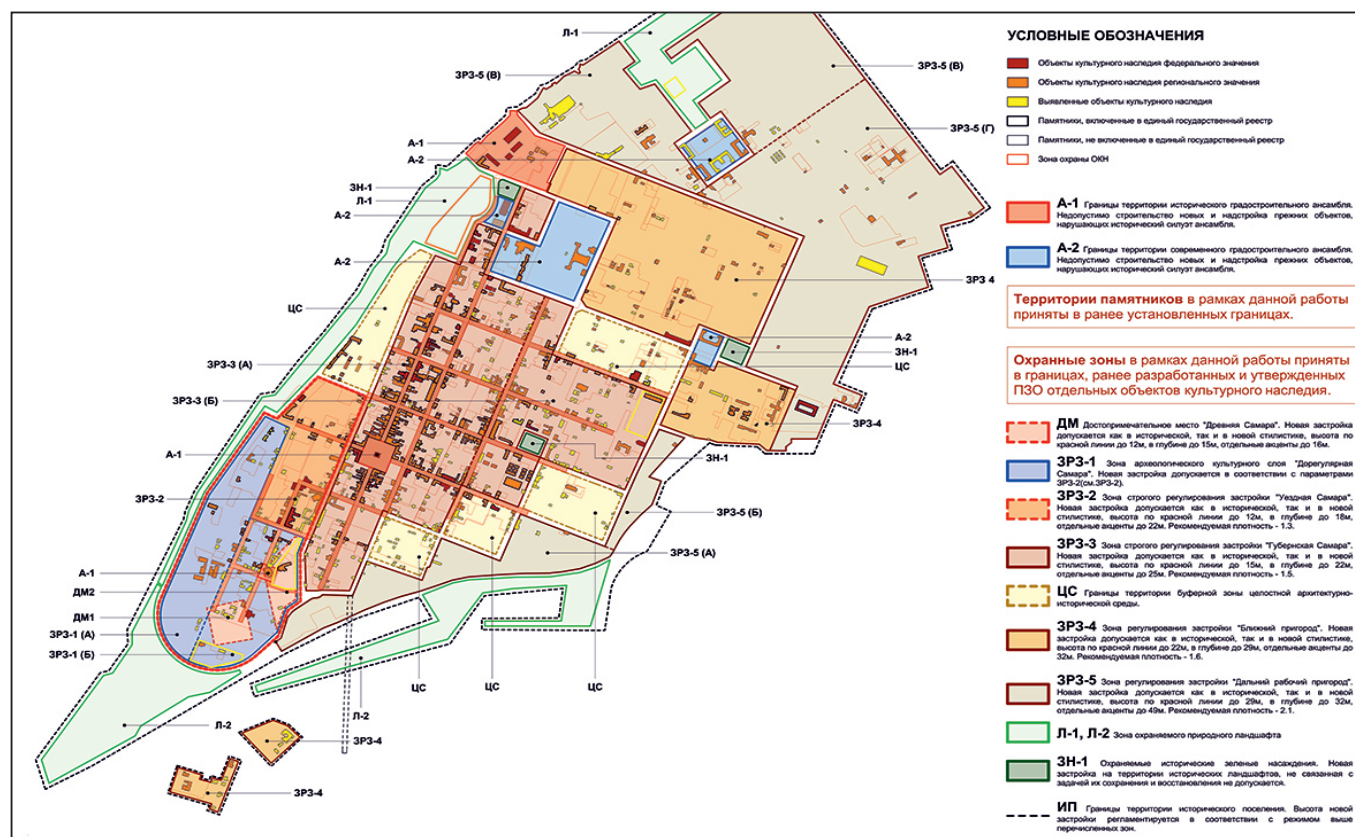 Л-1
ЗРЗ-5 (В)
ЗРЗ-5 (В)
А-1
ЗРЗ-5 (Г)
А-2
ЗН-1
Л-1
А-2
А-2
ЗРЗ 4
ЦС
А-2
ЗН-1
ЗРЗ-3 (А)
ЦС
ЗРЗ-3 (Б)
ЗРЗ-4
А-1
ЗН-1
ЗРЗ-2
ЗРЗ-5 (Б)
ЗРЗ-5 (А)
А-1
ДМ2
ДМ1
ЗРЗ-1 (А)
ЗРЗ-1 (Б)
ЦС
ЦС
ЦС
Л-2
Л-2
ЗРЗ-4
ЗРЗ-4
УСЛОВНЫЕ ОБОЗНАЧЕНИЯ
Объекты культурного наследия федерального значения
Объекты культурного наследия регионального значения
Выявленные объекты культурного наследия
Памятники, включенные в единый государственный реестр
Памятники, не включенные в единый государственный реестр
Зона охраны ОКН
А-1 Границы территории исторического градостроительного ансамбля.
Недопустимо строительство новых и надстройка прежних объектов,
нарушающих исторический силуэт ансамбля.
А-2 Границы территории современного градостроительного ансамбля.
Недопустимо строительство новых и надстройка прежних объектов,
нарушающих исторический силуэт ансамбля.
Территории памятников в рамках данной работы
приняты в ранее установленных границах.
Охранные зоны в рамках данной работы приняты
в границах, ранее разработанных и утвержденных
ПЗО отдельных объектов культурного наследия.
ДМ Достопримечательное место "Древняя Самара". Новая застройка
допускается как в исторической, так и в новой стилистике, высота по
красной линии до 12м, в глубине до 15м, отдельные акценты до 16м.
ЗРЗ-1 Зона археологического культурного слоя "Дорегулярная
Самара". Новая застройка допускается в соответствии с параметрами
ЗРЗ-2(см.ЗРЗ-2).
ЗРЗ-2 Зона строгого регулирования застройки "Уездная Самара".
Новая застройка допускается как в исторической, так и в новой
стилистике, высота по красной линии до 12м, в глубине до 18м,
отдельные акценты до 22м. Рекомендуемая плотность - 1.3.
ЗРЗ-3 Зона строгого регулирования застройки "Губернская Самара".
Новая застройка допускается как в исторической, так и в новой
стилистике, высота по красной линии до 15м, в глубине до 22м,
отдельные акценты до 25м. Рекомендуемая плотность - 1.5.
ЦС Границы территории буферной зоны целостной архитектурно-
исторической среды.
ЗРЗ-4 Зона регулирования застройки "Ближний пригород". Новая
застройка допускается как в исторической, так и в новой стилистике,
высота по красной линии до 22м, в глубине до 29м, отдельные акценты до
32м. Рекомендуемая плотность - 1.6.
ЗРЗ-5 Зона регулирования застройки "Дальний рабочий пригород".
Новая застройка допускается как в исторической, так и в новой
стилистике, высота по красной линии до 29м, в глубине до 32м,
отдельные акценты до 49м. Рекомендуемая плотность - 2.1.
Л-1, Л-2 Зона охраняемого природного ландшафта
ЗН-1 Охраняемые исторические зеленые насаждения. Новая
застройка на территории исторических ландшафтов, не связанная с
задачей их сохранения и восстановления не допускается.
ИП Границы территории исторического поселения. Высота новой
застройки регламентируется в соответствии с режимом выше
перечисленных зон.